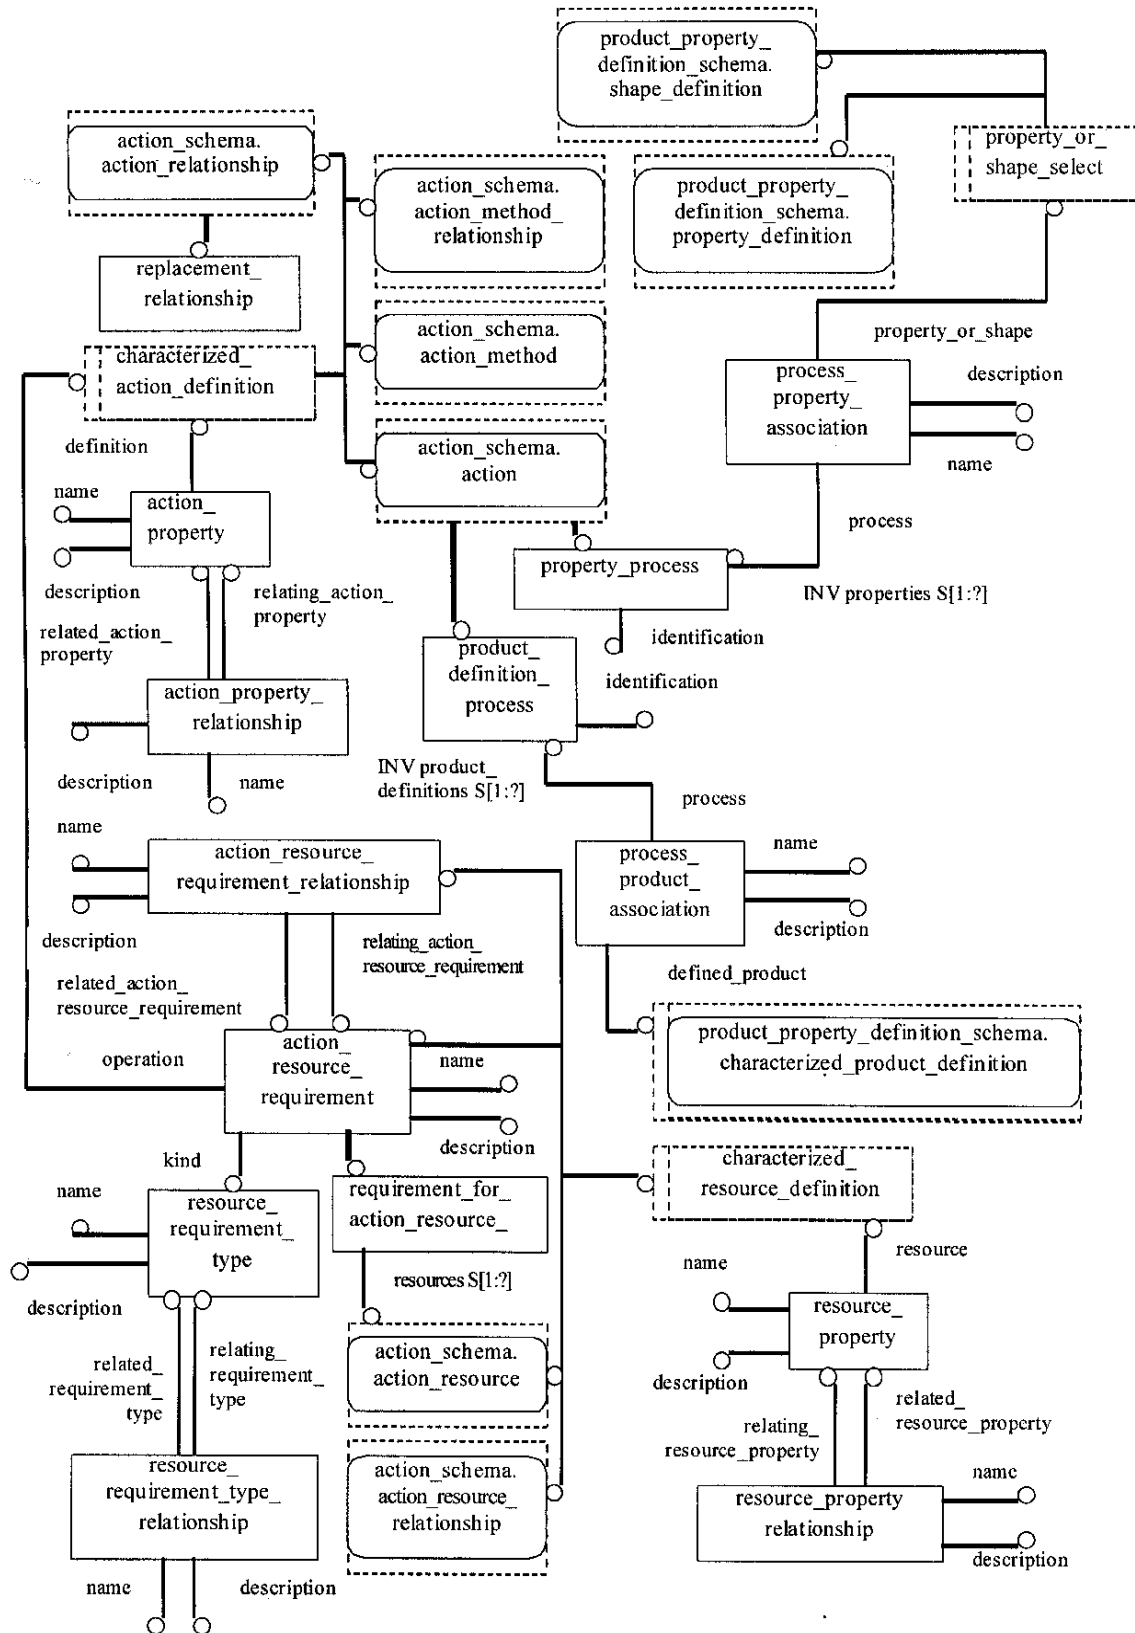 product_property_
definition_schema.
shape_definition
action_schema.
action_relationship
property_or_
shape_select
action_schema.
action_method_
relationship
product_property_
definition_schema.
property_definition
replacement_
relationship
action_schema.
action_method
property_or_shape
characterized_
action_definition
process_
property_
association
description
name
definition
action_schema.
action
name
action_
property
process
property_process
description
relating_action_
property
INV properties S[1:?]
related_action_
property
identification
product_
definition_
process
identification
action_property_
relationship
description
name
INV product_
definitions S[1:?]
process
name
action_resource_
requirement_relationship
process_
product_
association
name
description
description
relating_action_
resource_requirement
related_action_
resource_requirement
defined_product
product_property_definition_schema.
characterized_product_definition
operation
action_
resource_
requirement
name
description
kind
characterized_
resource_definition
name
resource_
requirement_
type
requirement_for_
action_resource_
resource
name
description
resources S[1:?]
resource_
property
related_
requirement_
type
relating_
requirement_
type
action_schema.
action_resource
description
related_
resource_property
relating_
resource_property
resource_
requirement_type_
relationship
action_schema.
action_resource_
relationship
name
resource_property
relationship
description
name
description